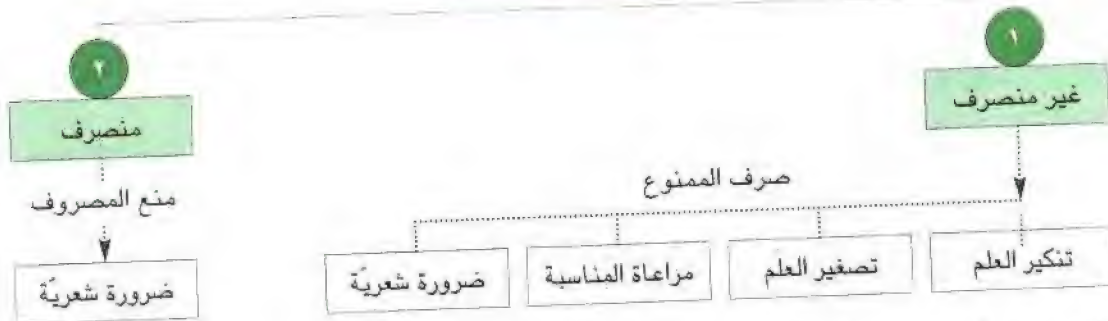 ١
غير منصرف
صرف الممنوع
تنكير العلم
تصغير العلم
مراعاة المناسبة
ضرورة شعريّة
٢
منصرف
منع المصروف
ضرورة شعريّة